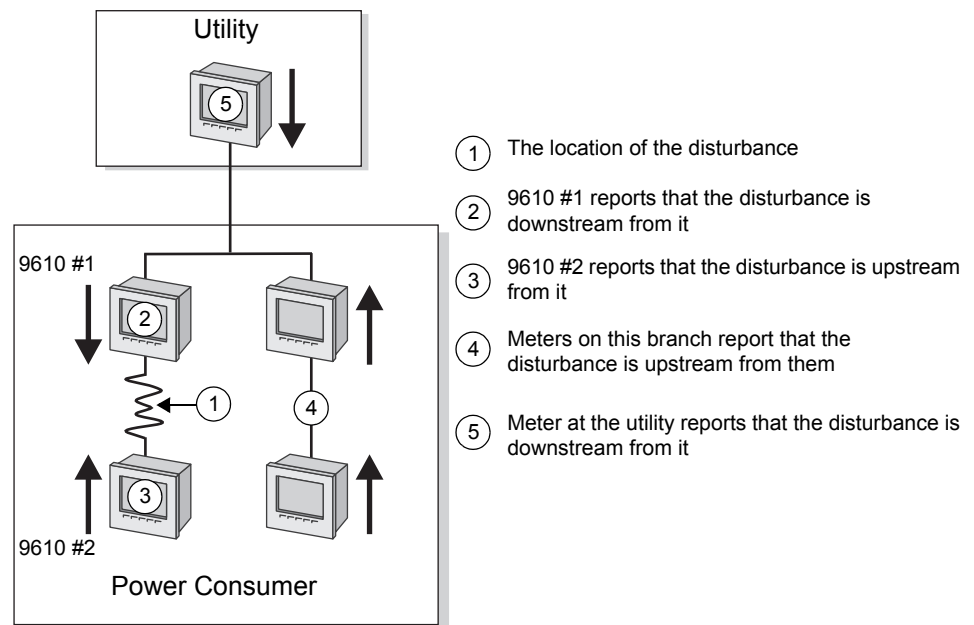 Utility
5
9610 #1
2
1
4
3
9610 #2
Power Consumer
1 The location of the disturbance
2 9610 #1 reports that the disturbance is
downstream from it
3 9610 #2 reports that the disturbance is upstream
from it
4 Meters on this branch report that the
disturbance is upstream from them
5 Meter at the utility reports that the disturbance is
downstream from it